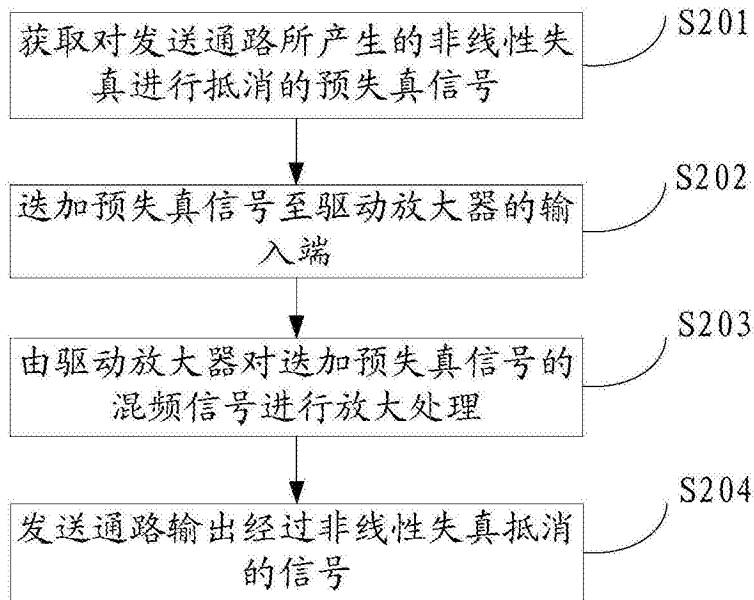 获取对发送通路所产生的非线性失
真进行抵消的预失真信号
S201
迭加预失真信号至驱动放大器的输
入端
S202
由驱动放大器对迭加预失真信号的
混频信号进行放大处理
S203
发送通路输出经过非线性失真抵消
的信号
S204